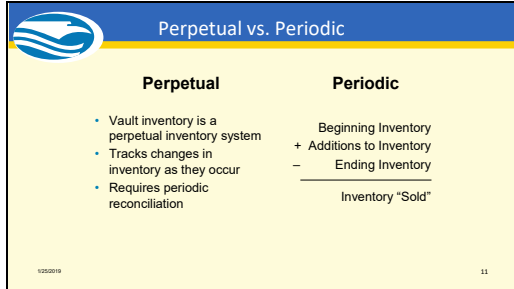 Perpetual vs. Periodic
Perpetual
• Vault inventory is a
perpetual inventory system
• Tracks changes in
inventory as they occur
• Requires periodic
reconciliation
Periodic
Beginning Inventory
+ Additions to Inventory
– Ending Inventory
Inventory “Sold”
1/25/2019
11